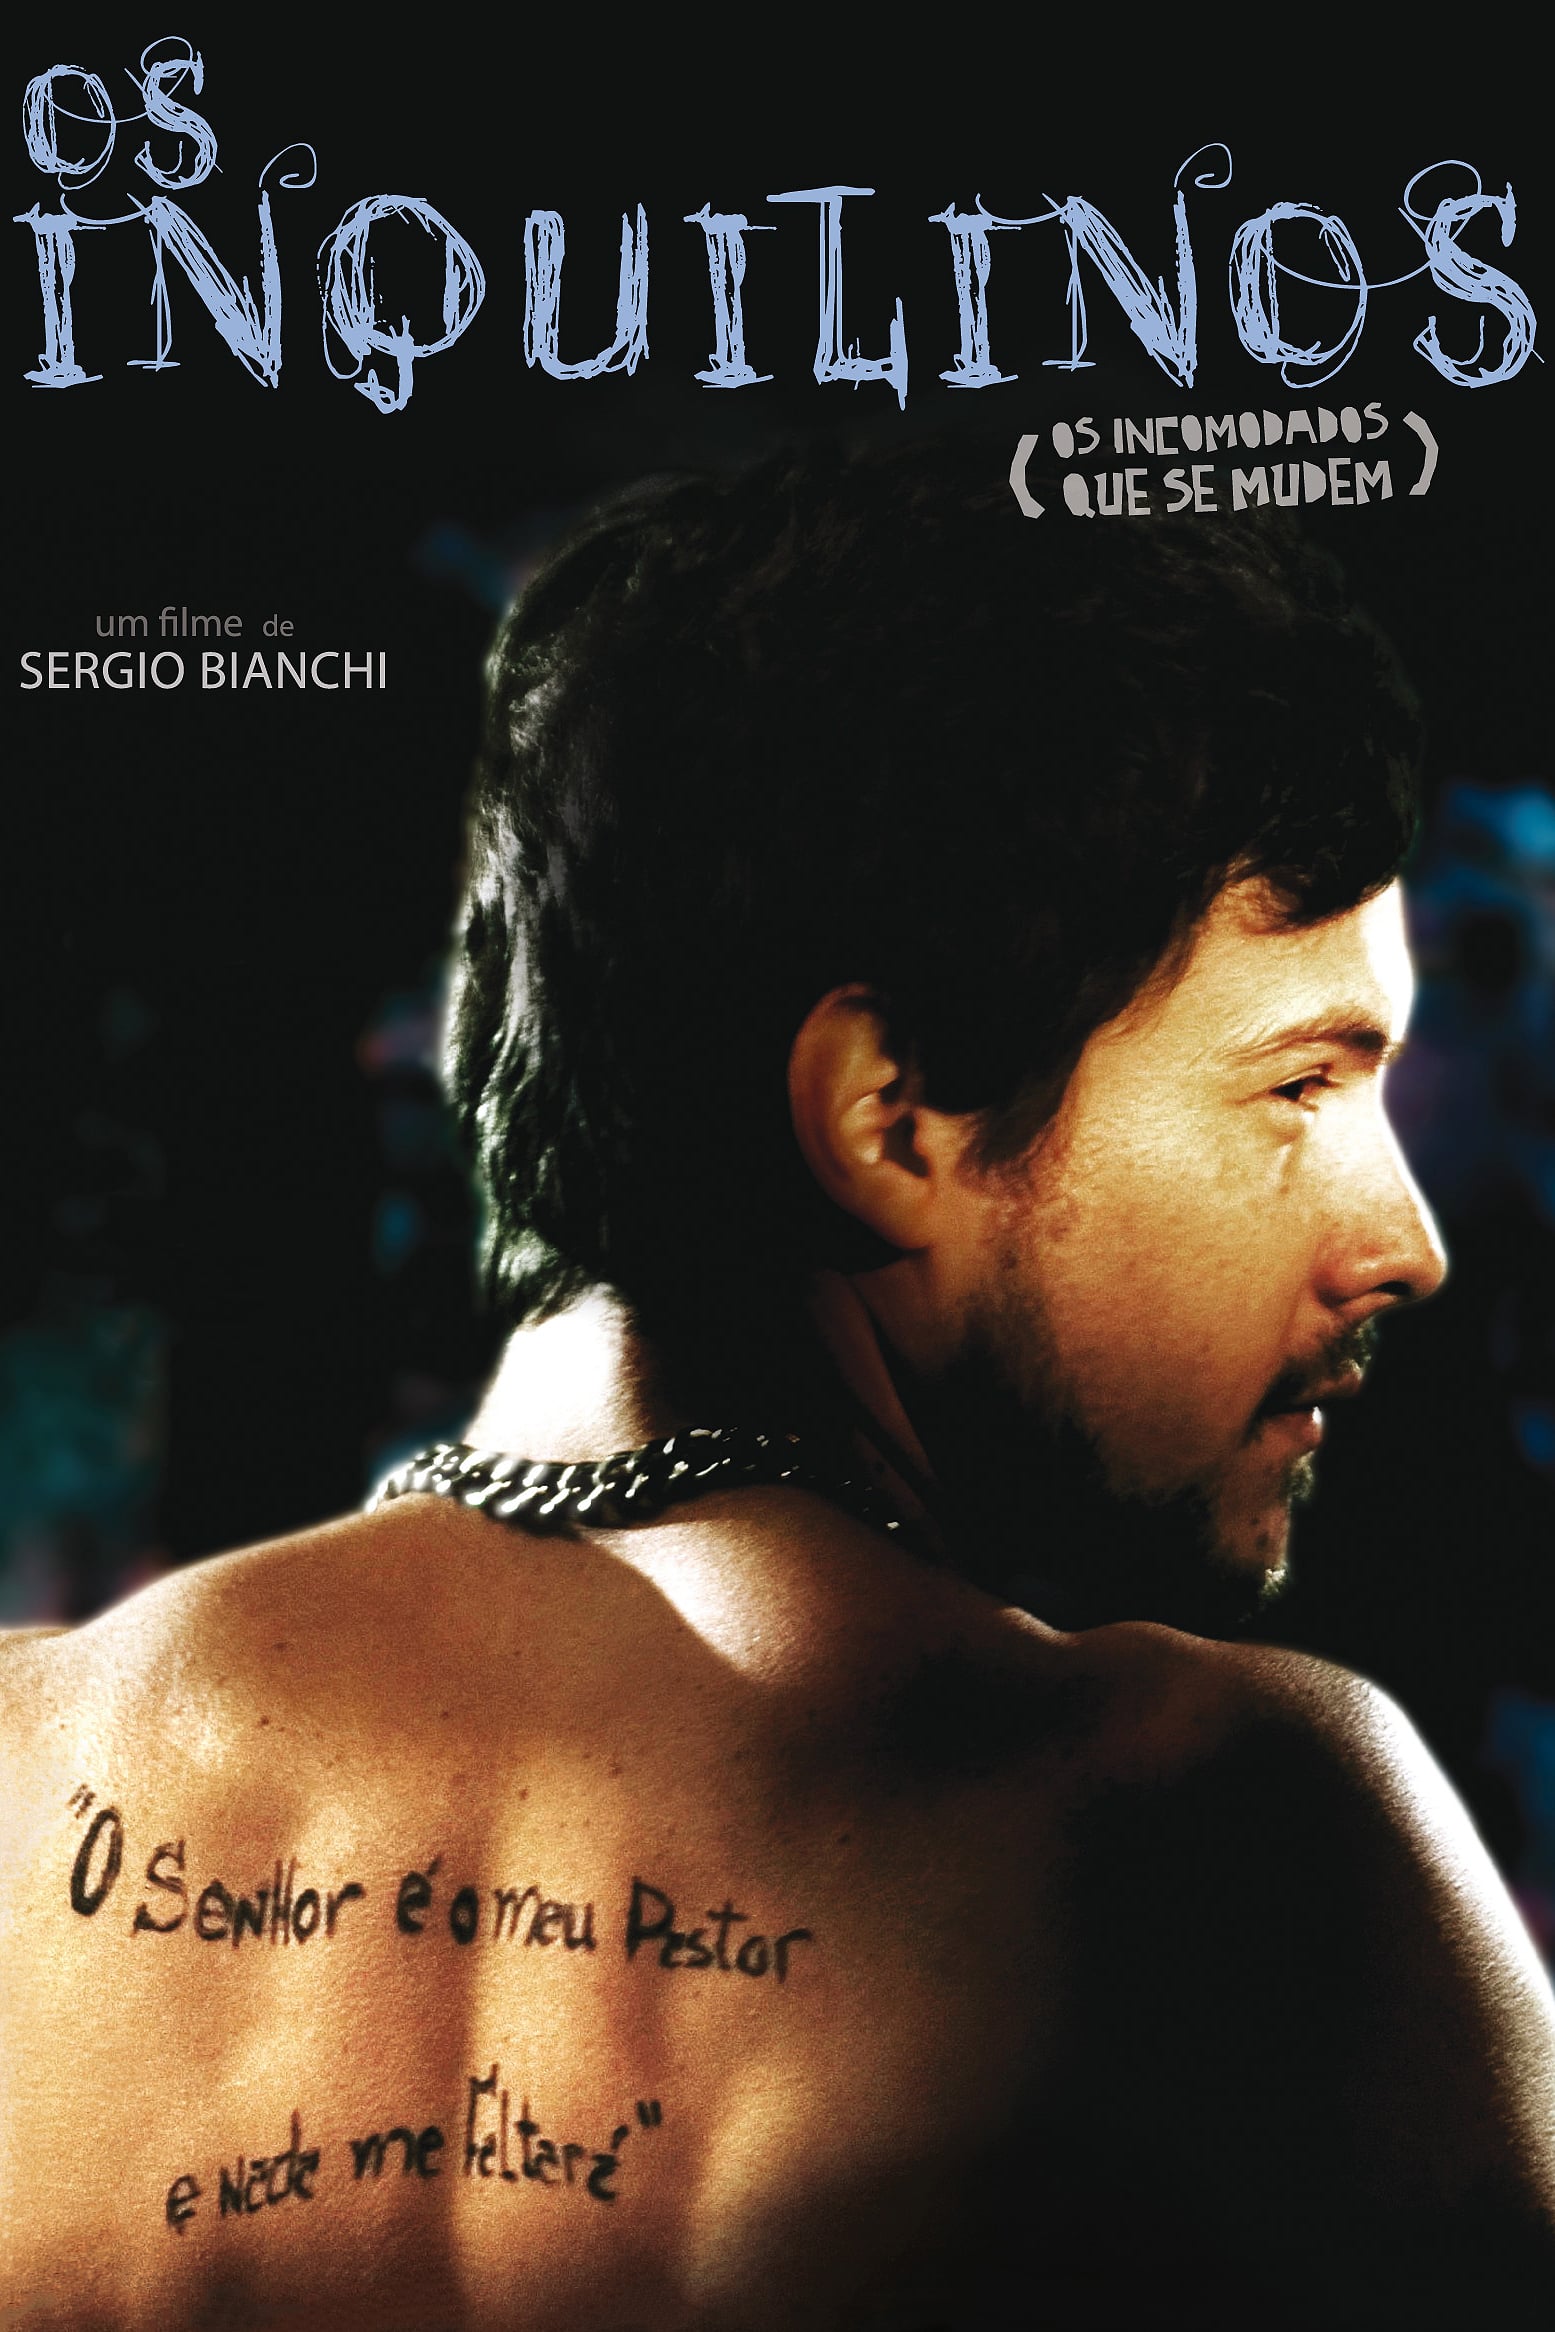 OS
INQUILINOS
(OS INCOMODADOS
QUE SE MUDEM)
um filme de
SERGIO BIANCHI
"O Senhor é o meu Pastor
e Nada me Faltará"